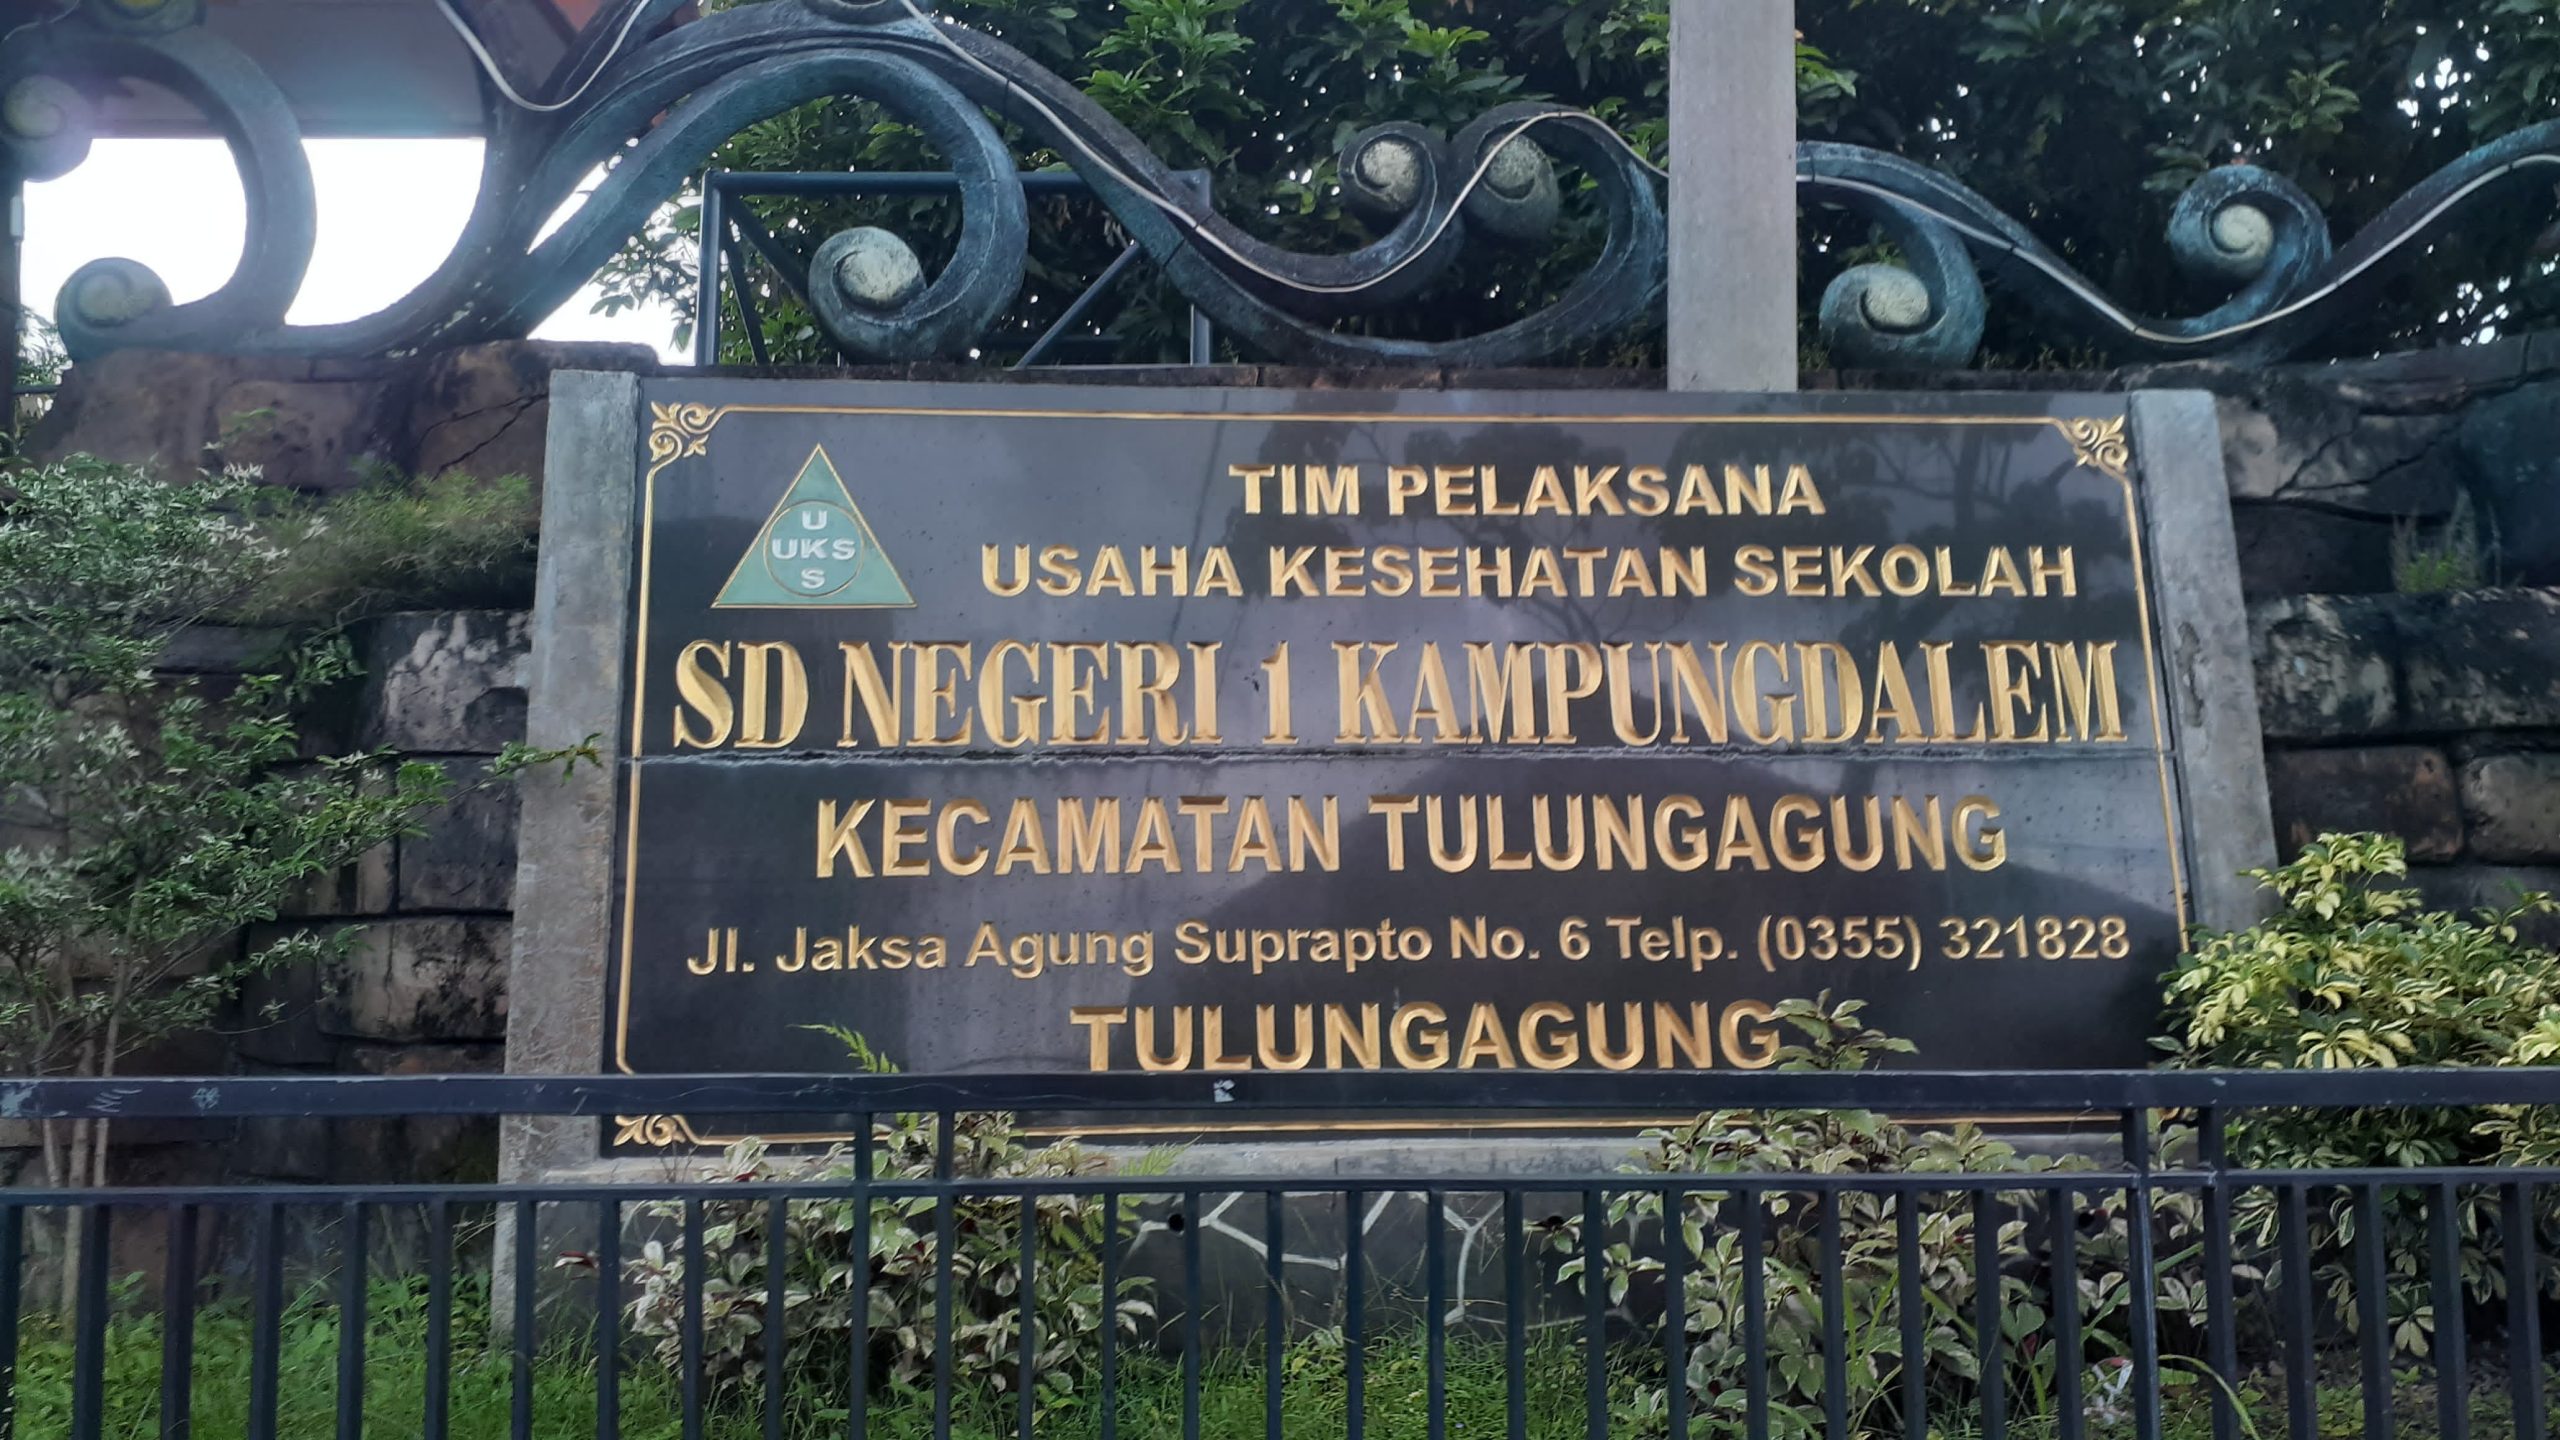 U
UKS
S
TIM PELAKSANA
USAHA KESEHATAN SEKOLAH
SD NEGERI 1 KAMPUNGDALEM
KECAMATAN TULUNGAGUNG
Jl. Jaksa Agung Suprapto No. 6 Telp. (0355) 321828
TULUNGAGUNG